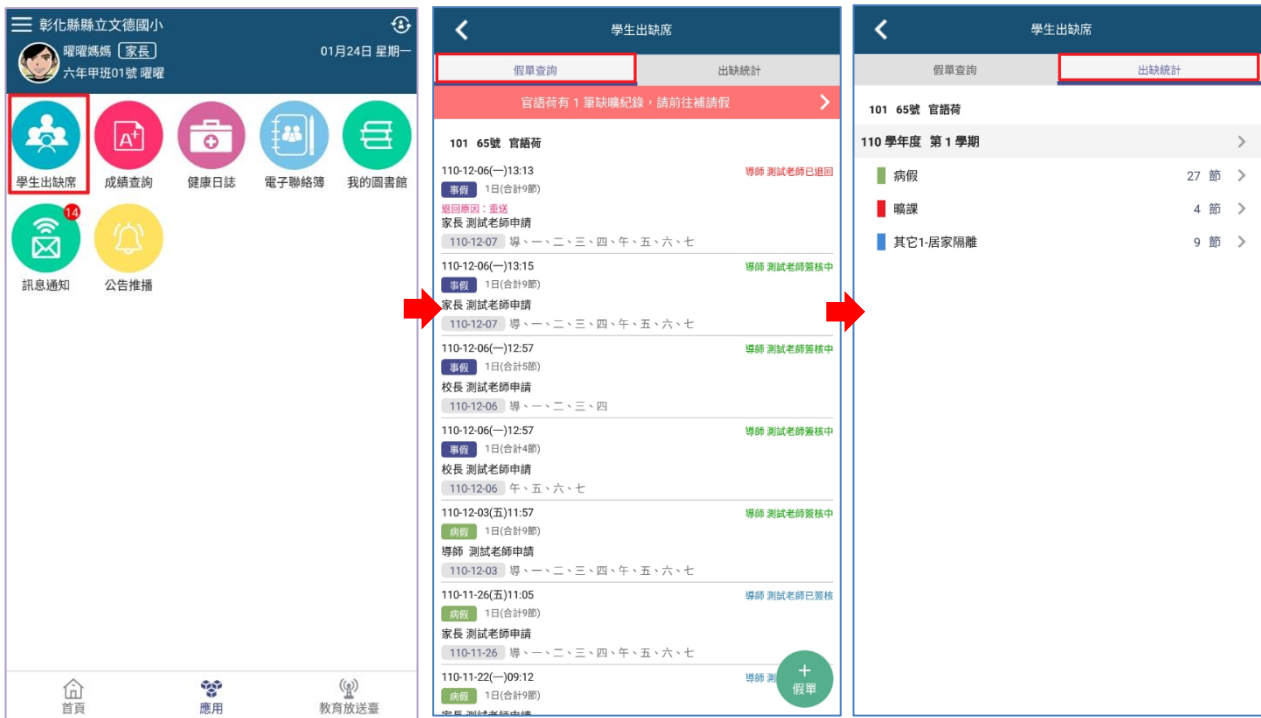 彰化縣縣立文德國小
曜曜媽媽 家長
01月24日 星期一
六年甲班01號 曜曜
A+
學生出缺席
成績查詢
健康日誌
電子聯絡簿
我的圖書館
14
訊息通知
公告推播
首頁
應用
教育放送臺
學生出缺席
假單查詢
出缺統計
官語荷有 1 筆缺曠紀錄，請前往補請假
101 65號 官語荷
110-12-06(一)13:13
導師 測試老師已退回
事假 1日(合計9節)
退回原因：重送
家長 測試老師申請
110-12-07 導、一、二、三、四、午、五、六、七
110-12-06(一)13:15
導師 測試老師簽核中
事假 1日(合計9節)
家長 測試老師申請
110-12-07 導、一、二、三、四、午、五、六、七
110-12-06(一)12:57
導師 測試老師簽核中
事假 1日(合計5節)
校長 測試老師申請
110-12-06 導、一、二、三、四
110-12-06(一)12:57
導師 測試老師簽核中
事假 1日(合計4節)
校長 測試老師申請
110-12-06 午、五、六、七
110-12-03(五)11:57
導師 測試老師簽核中
病假 1日(合計9節)
導師 測試老師申請
110-12-03 導、一、二、三、四、午、五、六、七
110-11-26(五)11:05
導師 測試老師已簽核
病假 1日(合計9節)
家長 測試老師申請
110-11-26 導、一、二、三、四、午、五、六、七
110-11-22(一)09:12
導師 測
病假 1日(合計9節)
+
假單
學生出缺席
假單查詢
出缺統計
101 65號 官語荷
110 學年度 第 1 學期
病假 27 節
曠課 4 節
其它1-居家隔離 9 節